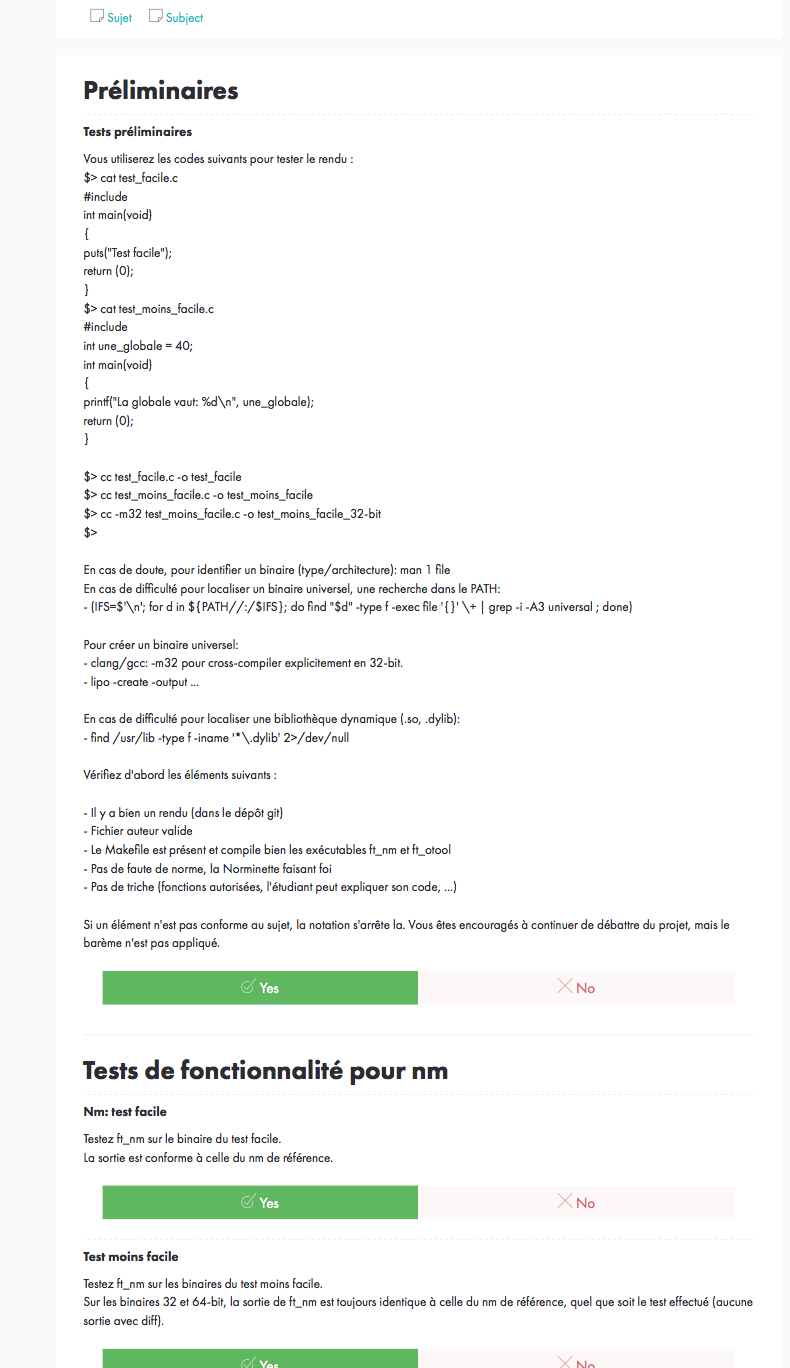 Sujet Subject
Préliminaires
Tests préliminaires
Vous utiliserez les codes suivants pour tester le rendu :
$> cat test_facile.c
#include
int main(void)
{
puts("Test facile");
return (0);
}
$> cat test_moins_facile.c
#include
int une_globale = 40;
int main(void)
{
printf("La globale vaut: %d\n", une_globale);
return (0);
}
$> cc test_facile.c -o test_facile
$> cc test_moins_facile.c -o test_moins_facile
$> cc -m32 test_moins_facile.c -o test_moins_facile_32-bit
$>
En cas de doute, pour identifier un binaire (type/architecture): man 1 file
En cas de difficulté pour localiser un binaire universel, une recherche dans le PATH:
- (IFS=$'\n'; for d in ${PATH//:/$IFS}; do find "$d" -type f -exec file '{}' \+ | grep -i -A3 universal ; done)
Pour créer un binaire universel:
- clang/gcc: -m32 pour cross-compiler explicitement en 32-bit.
- lipo -create -output ...
En cas de difficulté pour localiser une bibliothèque dynamique (.so, .dylib):
- find /usr/lib -type f -iname '*\.dylib' 2>/dev/null
Vérifiez d'abord les éléments suivants :
- Il y a bien un rendu (dans le dépôt git)
- Fichier auteur valide
- Le Makefile est présent et compile bien les exécutables ft_nm et ft_otool
- Pas de faute de norme, la Norminette faisant foi
- Pas de triche (fonctions autorisées, l'étudiant peut expliquer son code, ...)
Si un élément n'est pas conforme au sujet, la notation s'arrête la. Vous êtes encouragés à continuer de débattre du projet, mais le
barème n'est pas appliqué.
Yes No
Tests de fonctionnalité pour nm
Nm: test facile
Testez ft_nm sur le binaire du test facile.
La sortie est conforme à celle du nm de référence.
Yes No
Test moins facile
Testez ft_nm sur les binaires du test moins facile.
Sur les binaires 32 et 64-bit, la sortie de ft_nm est toujours identique à celle du nm de référence, quel que soit le test effectué (aucune
sortie avec diff).
Yes No